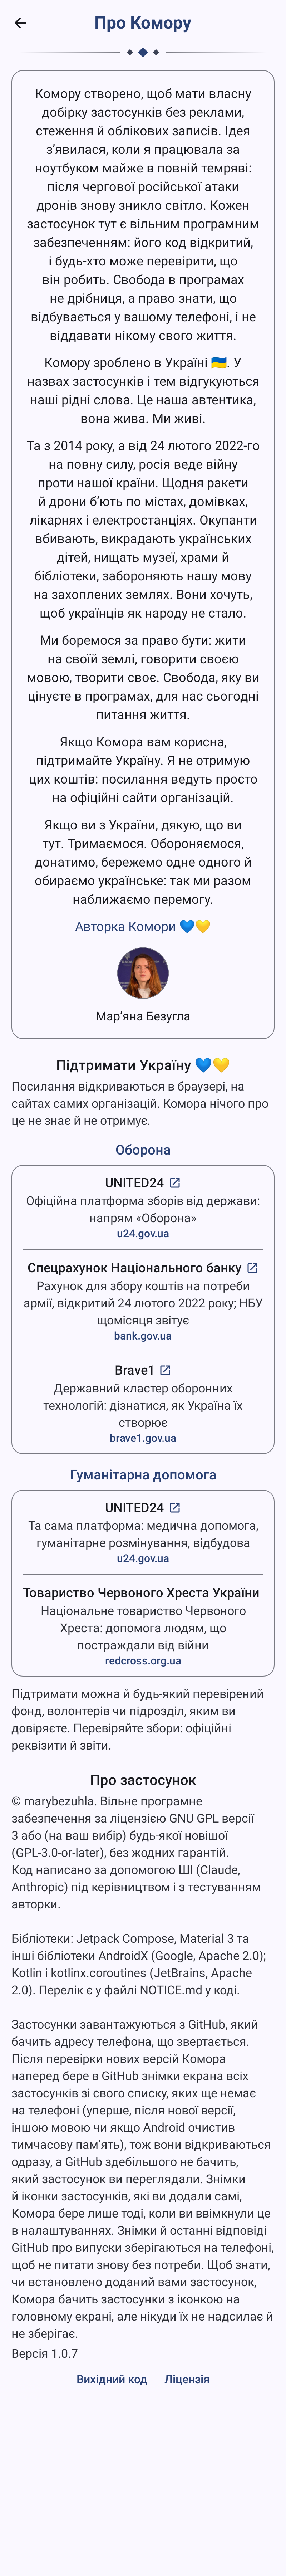 Про Комору
Комору створено, щоб мати власну
добірку застосунків без реклами,
стеження й облікових записів. Ідея
з’явилася, коли я працювала за
ноутбуком майже в повній темряві:
після чергової російської атаки
дронів знову зникло світло. Кожен
застосунок тут є вільним програмним
забезпеченням: його код відкритий,
і будь-хто може перевірити, що
він робить. Свобода в програмах
не дрібниця, а право знати, що
відбувається у вашому телефоні, і не
віддавати нікому свого життя.
Комору зроблено в Україні 🇺🇦. У
назвах застосунків і тем відгукуються
наші рідні слова. Це наша автентика,
вона жива. Ми живі.
Та з 2014 року, а від 24 лютого 2022-го
на повну силу, росія веде війну
проти нашої країни. Щодня ракети
й дрони б’ють по містах, домівках,
лікарнях і електростанціях. Окупанти
вбивають, викрадають українських
дітей, нищать музеї, храми й
бібліотеки, забороняють нашу мову
на захоплених землях. Вони хочуть,
щоб українців як народу не стало.
Ми боремося за право бути: жити
на своїй землі, говорити своєю
мовою, творити своє. Свобода, яку ви
цінуєте в програмах, для нас сьогодні
питання життя.
Якщо Комора вам корисна,
підтримайте Україну. Я не отримую
цих коштів: посилання ведуть просто
на офіційні сайти організацій.
Якщо ви з України, дякую, що ви
тут. Тримаємося. Обороняємося,
донатимо, бережемо одне одного й
обираємо українське: так ми разом
наближаємо перемогу.
Авторка Комори 💙💛
Мар’яна Безугла
Підтримати Україну 💙💛
Посилання відкриваються в браузері, на
сайтах самих організацій. Комора нічого про
це не знає й не отримує.
Оборона
UNITED24
Офіційна платформа зборів від держави:
напрям «Оборона»
u24.gov.ua
Спецрахунок Національного банку
Рахунок для збору коштів на потреби
армії, відкритий 24 лютого 2022 року; НБУ
щомісяця звітує
bank.gov.ua
Brave1
Державний кластер оборонних
технологій: дізнатися, як Україна їх
створює
brave1.gov.ua
Гуманітарна допомога
UNITED24
Та сама платформа: медична допомога,
гуманітарне розмінування, відбудова
u24.gov.ua
Товариство Червоного Хреста України
Національне товариство Червоного
Хреста: допомога людям, що
постраждали від війни
redcross.org.ua
Підтримати можна й будь-який перевірений
фонд, волонтерів чи підрозділ, яким ви
довіряєте. Перевіряйте збори: офіційні
реквізити й звіти.
Про застосунок
© marybezuhla. Вільне програмне
забезпечення за ліцензією GNU GPL версії
3 або (на ваш вибір) будь-якої новішої
(GPL-3.0-or-later), без жодних гарантій.
Код написано за допомогою ШІ (Claude,
Anthropic) під керівництвом і з тестуванням
авторки.
Бібліотеки: Jetpack Compose, Material 3 та
інші бібліотеки AndroidX (Google, Apache 2.0);
Kotlin і kotlinx.coroutines (JetBrains, Apache
2.0). Перелік є у файлі NOTICE.md у коді.
Застосунки завантажуються з GitHub, який
бачить адресу телефона, що звертається.
Після перевірки нових версій Комора
наперед бере в GitHub знімки екрана всіх
застосунків зі свого списку, яких ще немає
на телефоні (уперше, після нової версії,
іншою мовою чи якщо Android очистив
тимчасову пам’ять), тож вони відкриваються
одразу, а GitHub здебільшого не бачить,
який застосунок ви переглядали. Знімки
й іконки застосунків, які ви додали самі,
Комора бере лише тоді, коли ви ввімкнули це
в налаштуваннях. Знімки й останні відповіді
GitHub про випуски зберігаються на телефоні,
щоб не питати знову без потреби. Щоб знати,
чи встановлено доданий вами застосунок,
Комора бачить застосунки з іконкою на
головному екрані, але нікуди їх не надсилає й
не зберігає.
Версія 1.0.7
Вихідний код Ліцензія